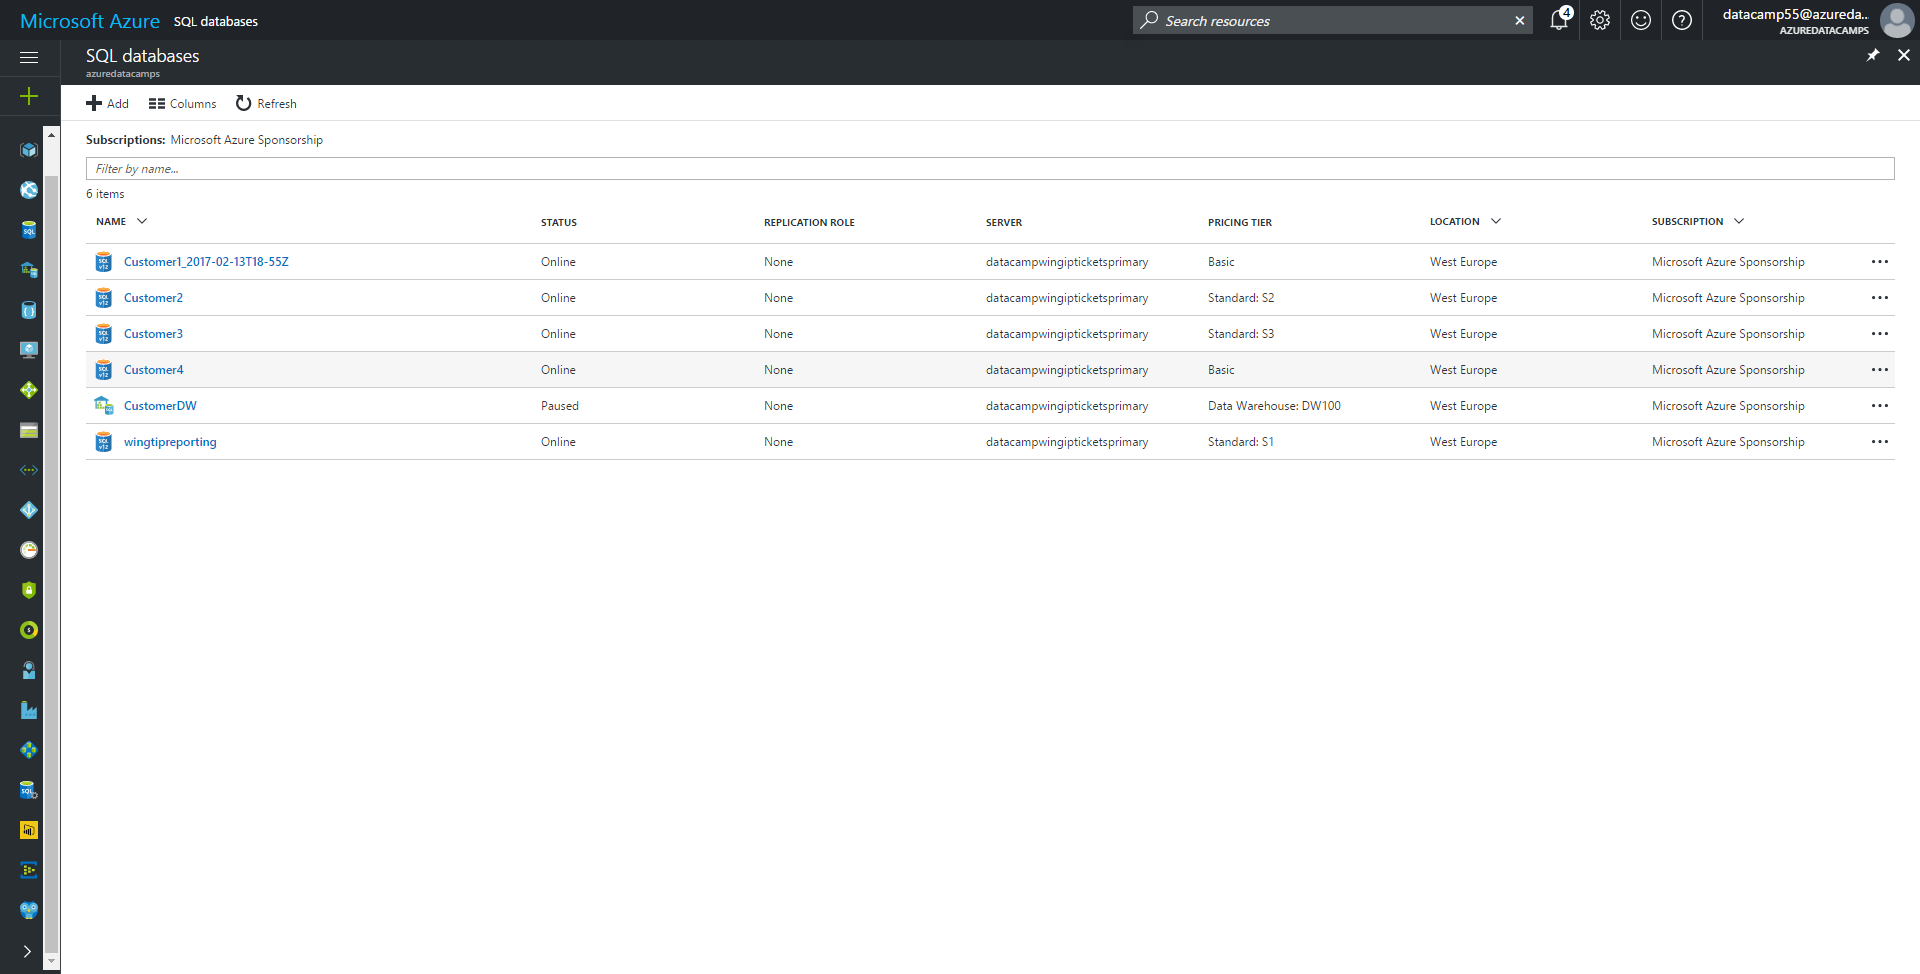 Microsoft Azure SQL databases
Search resources
4
datacamp55@azureda...
AZUREDATACAMPS
SQL databases
azuredatacamps
Add Columns Refresh
Subscriptions: Microsoft Azure Sponsorship
Filter by name...
6 items
NAME STATUS REPLICATION ROLE SERVER PRICING TIER LOCATION SUBSCRIPTION
Customer1_2017-02-13T18-55Z Online None datacampwingipticketsprimary Basic West Europe Microsoft Azure Sponsorship
Customer2 Online None datacampwingipticketsprimary Standard: S2 West Europe Microsoft Azure Sponsorship
Customer3 Online None datacampwingipticketsprimary Standard: S3 West Europe Microsoft Azure Sponsorship
Customer4 Online None datacampwingipticketsprimary Basic West Europe Microsoft Azure Sponsorship
CustomerDW Paused None datacampwingipticketsprimary Data Warehouse: DW100 West Europe Microsoft Azure Sponsorship
wingtipreporting Online None datacampwingipticketsprimary Standard: S1 West Europe Microsoft Azure Sponsorship